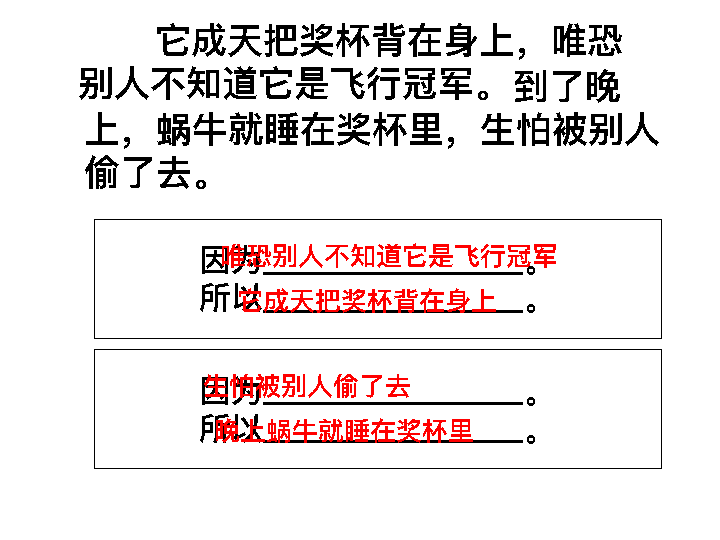 它成天把奖杯背在身上，唯恐
别人不知道它是飞行冠军。到了晚
上，蜗牛就睡在奖杯里，生怕被别人
偷了去。
因为唯恐别人不知道它是飞行冠军。
所以它成天把奖杯背在身上。
因为生怕被别人偷了去。
所以晚上蜗牛就睡在奖杯里。